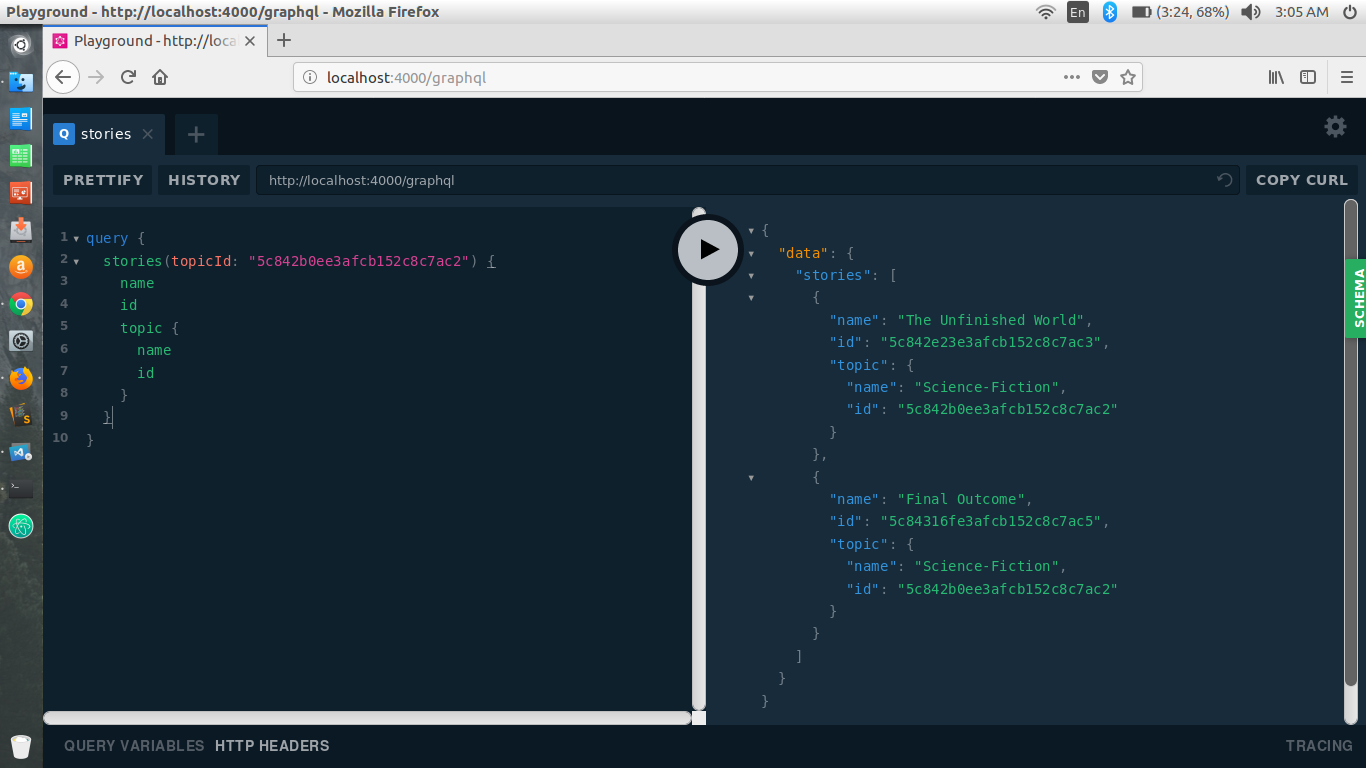 Playground - http://localhost:4000/graphql - Mozilla Firefox
En
(3:24, 68%)
3:05 AM
Playground - http://loca
localhost:4000/graphql
Q stories
PRETTIFY
HISTORY
http://localhost:4000/graphql
COPY CURL
1 query {
2 stories(topicId: "5c842b0ee3afcb152c8c7ac2") {
3 name
4 id
5 topic {
6 name
7 id
8 }
9 }
10 }
{
"data": {
"stories": [
{
"name": "The Unfinished World",
"id": "5c842e23e3afcb152c8c7ac3",
"topic": {
"name": "Science-Fiction",
"id": "5c842b0ee3afcb152c8c7ac2"
}
},
{
"name": "Final Outcome",
"id": "5c84316fe3afcb152c8c7ac5",
"topic": {
"name": "Science-Fiction",
"id": "5c842b0ee3afcb152c8c7ac2"
}
}
]
}
}
SCHEMA
QUERY VARIABLES
HTTP HEADERS
TRACING